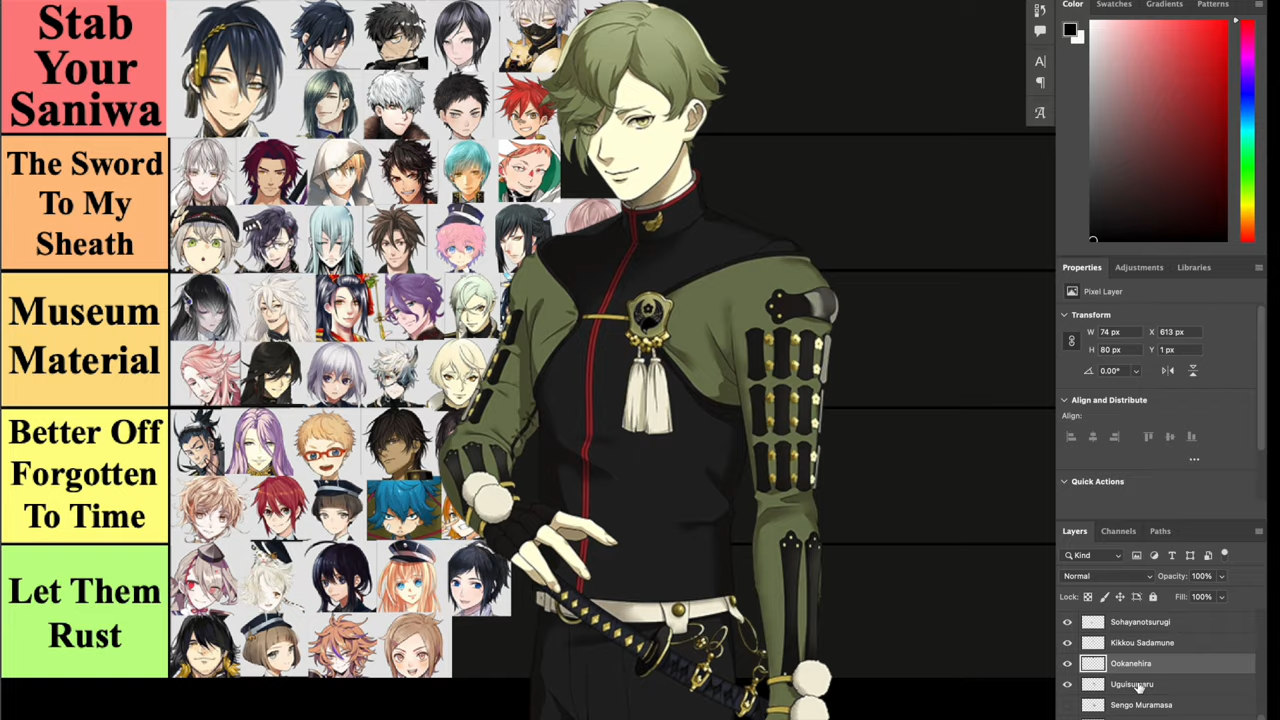 Stab
Your
Saniwa
The Sword
To My
Sheath
Museum
Material
Better Off
Forgotten
To Time
Let Them
Rust
Color
Swatches
Gradients
Patterns
Properties
Adjustments
Libraries
Pixel Layer
Transform
W 74 px X 613 px
H 80 px Y 1 px
0.00°
Align and Distribute
Align:
Quick Actions
Layers
Channels
Paths
Kind
Normal Opacity: 100%
Lock: Fill: 100%
Sohayanotsurugi
Kikkou Sadamune
Ookanehira
Uguisumaru
Sengo Muramasa